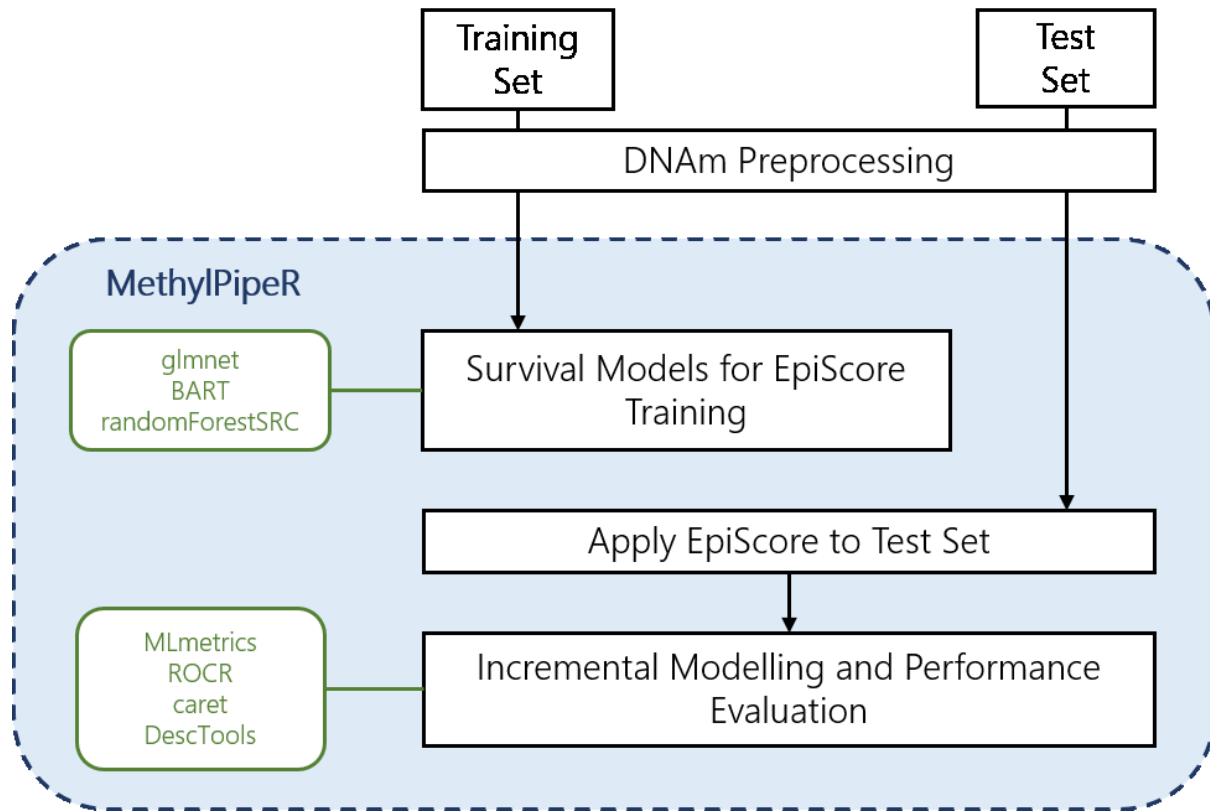 Training
Set
Test
Set
DNAm Preprocessing
MethylPipeR
glmnet
BART
randomForestSRC
Survival Models for EpiScore
Training
Apply EpiScore to Test Set
MLmetrics
ROCR
caret
DescTools
Incremental Modelling and Performance
Evaluation